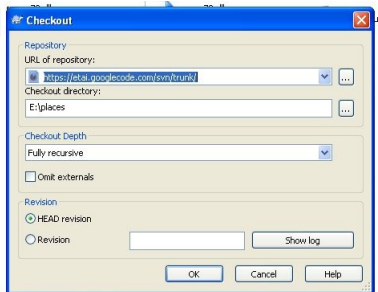 Checkout
Repository
URL of repository:
https://etai.googlecode.com/svn/trunk/
...
Checkout directory:
E:\places
...
Checkout Depth
Fully recursive
Omit externals
Revision
HEAD revision
Revision
Show log
OK Cancel Help